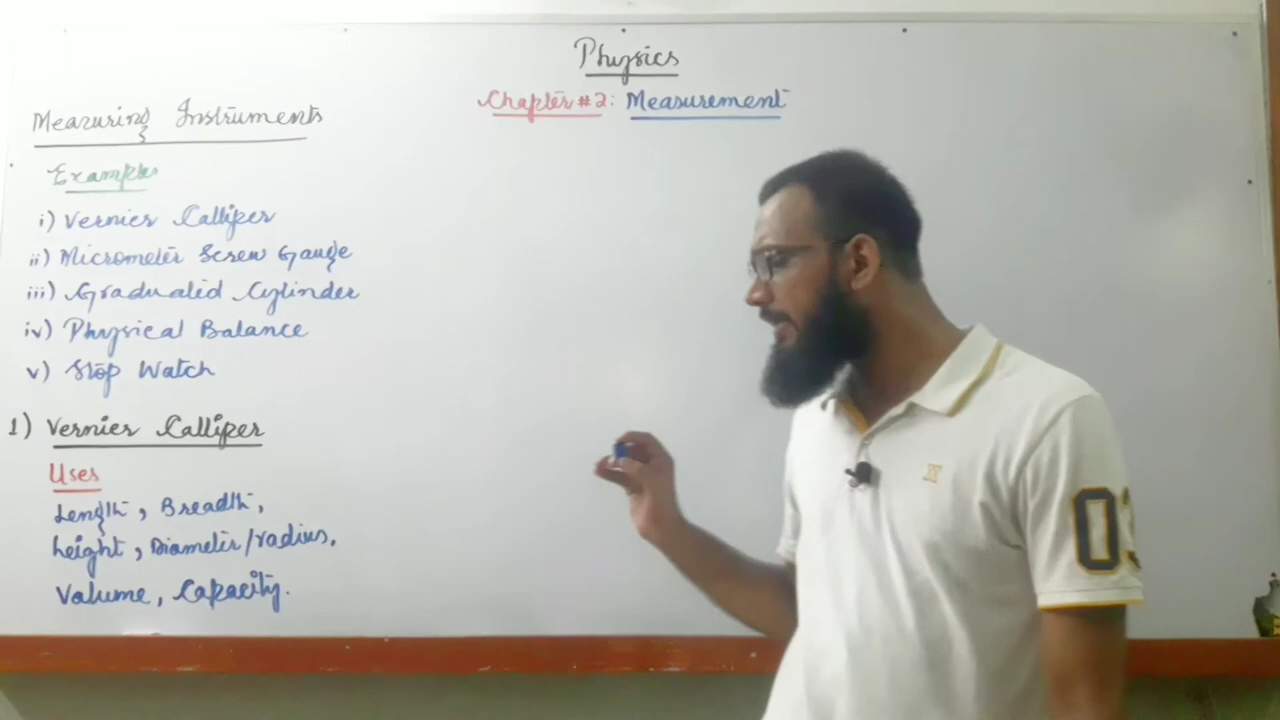 Physics
Chapter #2: Measurement
Measuring Instruments
Examples
i) Vernier Calliper
ii) Micrometer Screw Gauge
iii) Graduated Cylinder
iv) Physical Balance
v) Stop Watch
1) Vernier Calliper
Uses
Length, Breadth,
height, Diameter/radius,
Volume, Capacity.